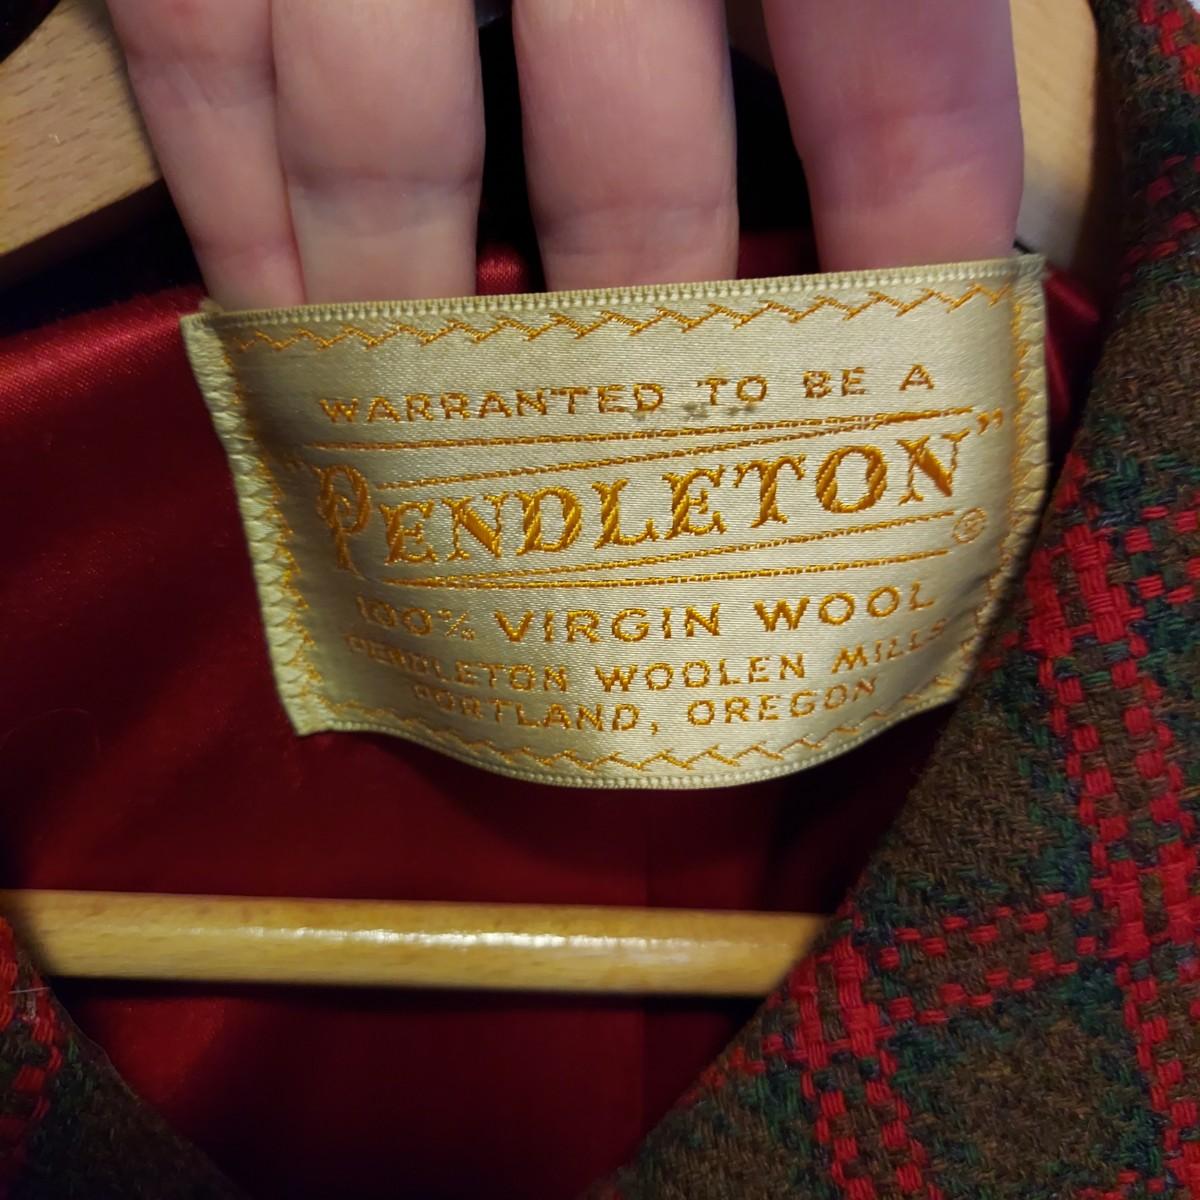 WARRANTED TO BE A
"PENDLETON" ®
100% VIRGIN WOOL
PENDLETON WOOLEN MILLS
PORTLAND, OREGON